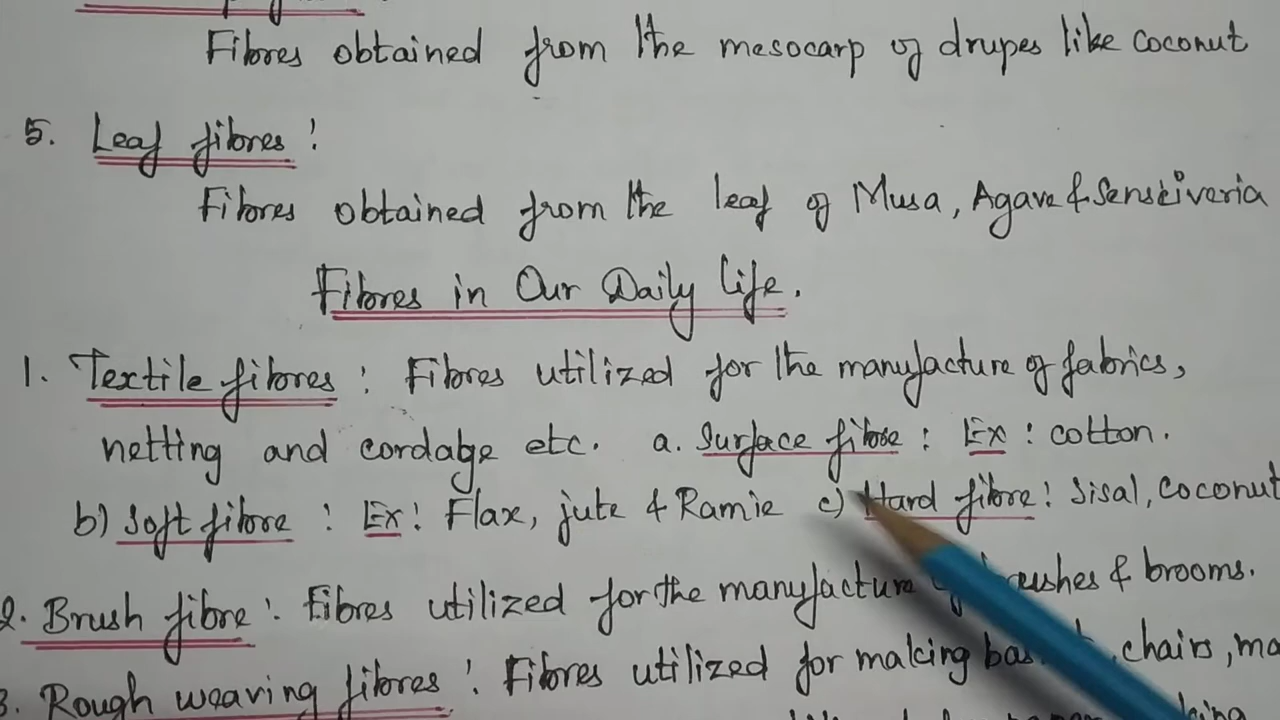 Fibres obtained from the mesocarp of drupes like coconut
5. Leaf fibres :
Fibres obtained from the leaf of Musa, Agave & Senseiveria
Fibres in Our Daily life.
1. Textile fibres : Fibres utilized for the manufacture of fabrics,
netting and cordage etc. a. Surface fibre : Ex : cotton.
b) Soft fibre : Ex : Flax, jute & Ramie c) Hard fibre : Sisal, coconut
2. Brush fibre : Fibres utilized for the manufacture & brooms.
3. Rough weaving fibres : Fibres utilized for making chairs,